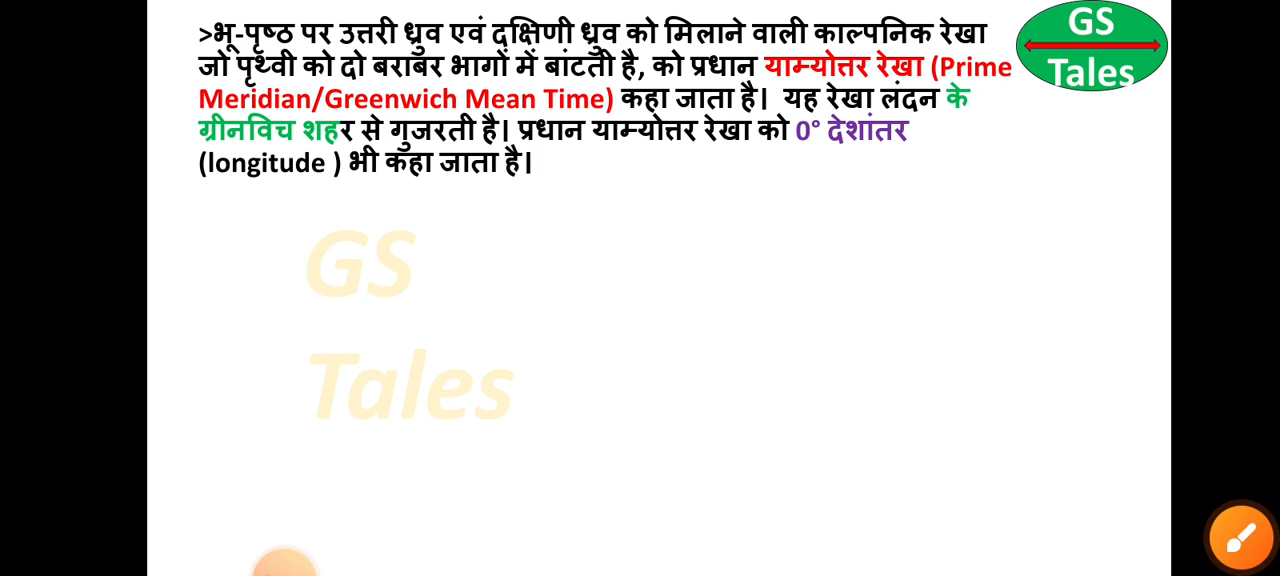 >भू-पृष्ठ पर उत्तरी ध्रुव एवं दक्षिणी ध्रुव को मिलाने वाली काल्पनिक रेखा
जो पृथ्वी को दो बराबर भागों में बांटती है, को प्रधान याम्योत्तर रेखा (Prime
Meridian/Greenwich Mean Time) कहा जाता है। यह रेखा लंदन के
ग्रीनविच शहर से गुजरती है। प्रधान याम्योत्तर रेखा को 0° देशांतर
(longitude ) भी कहा जाता है।
GS
Tales
GS
Tales